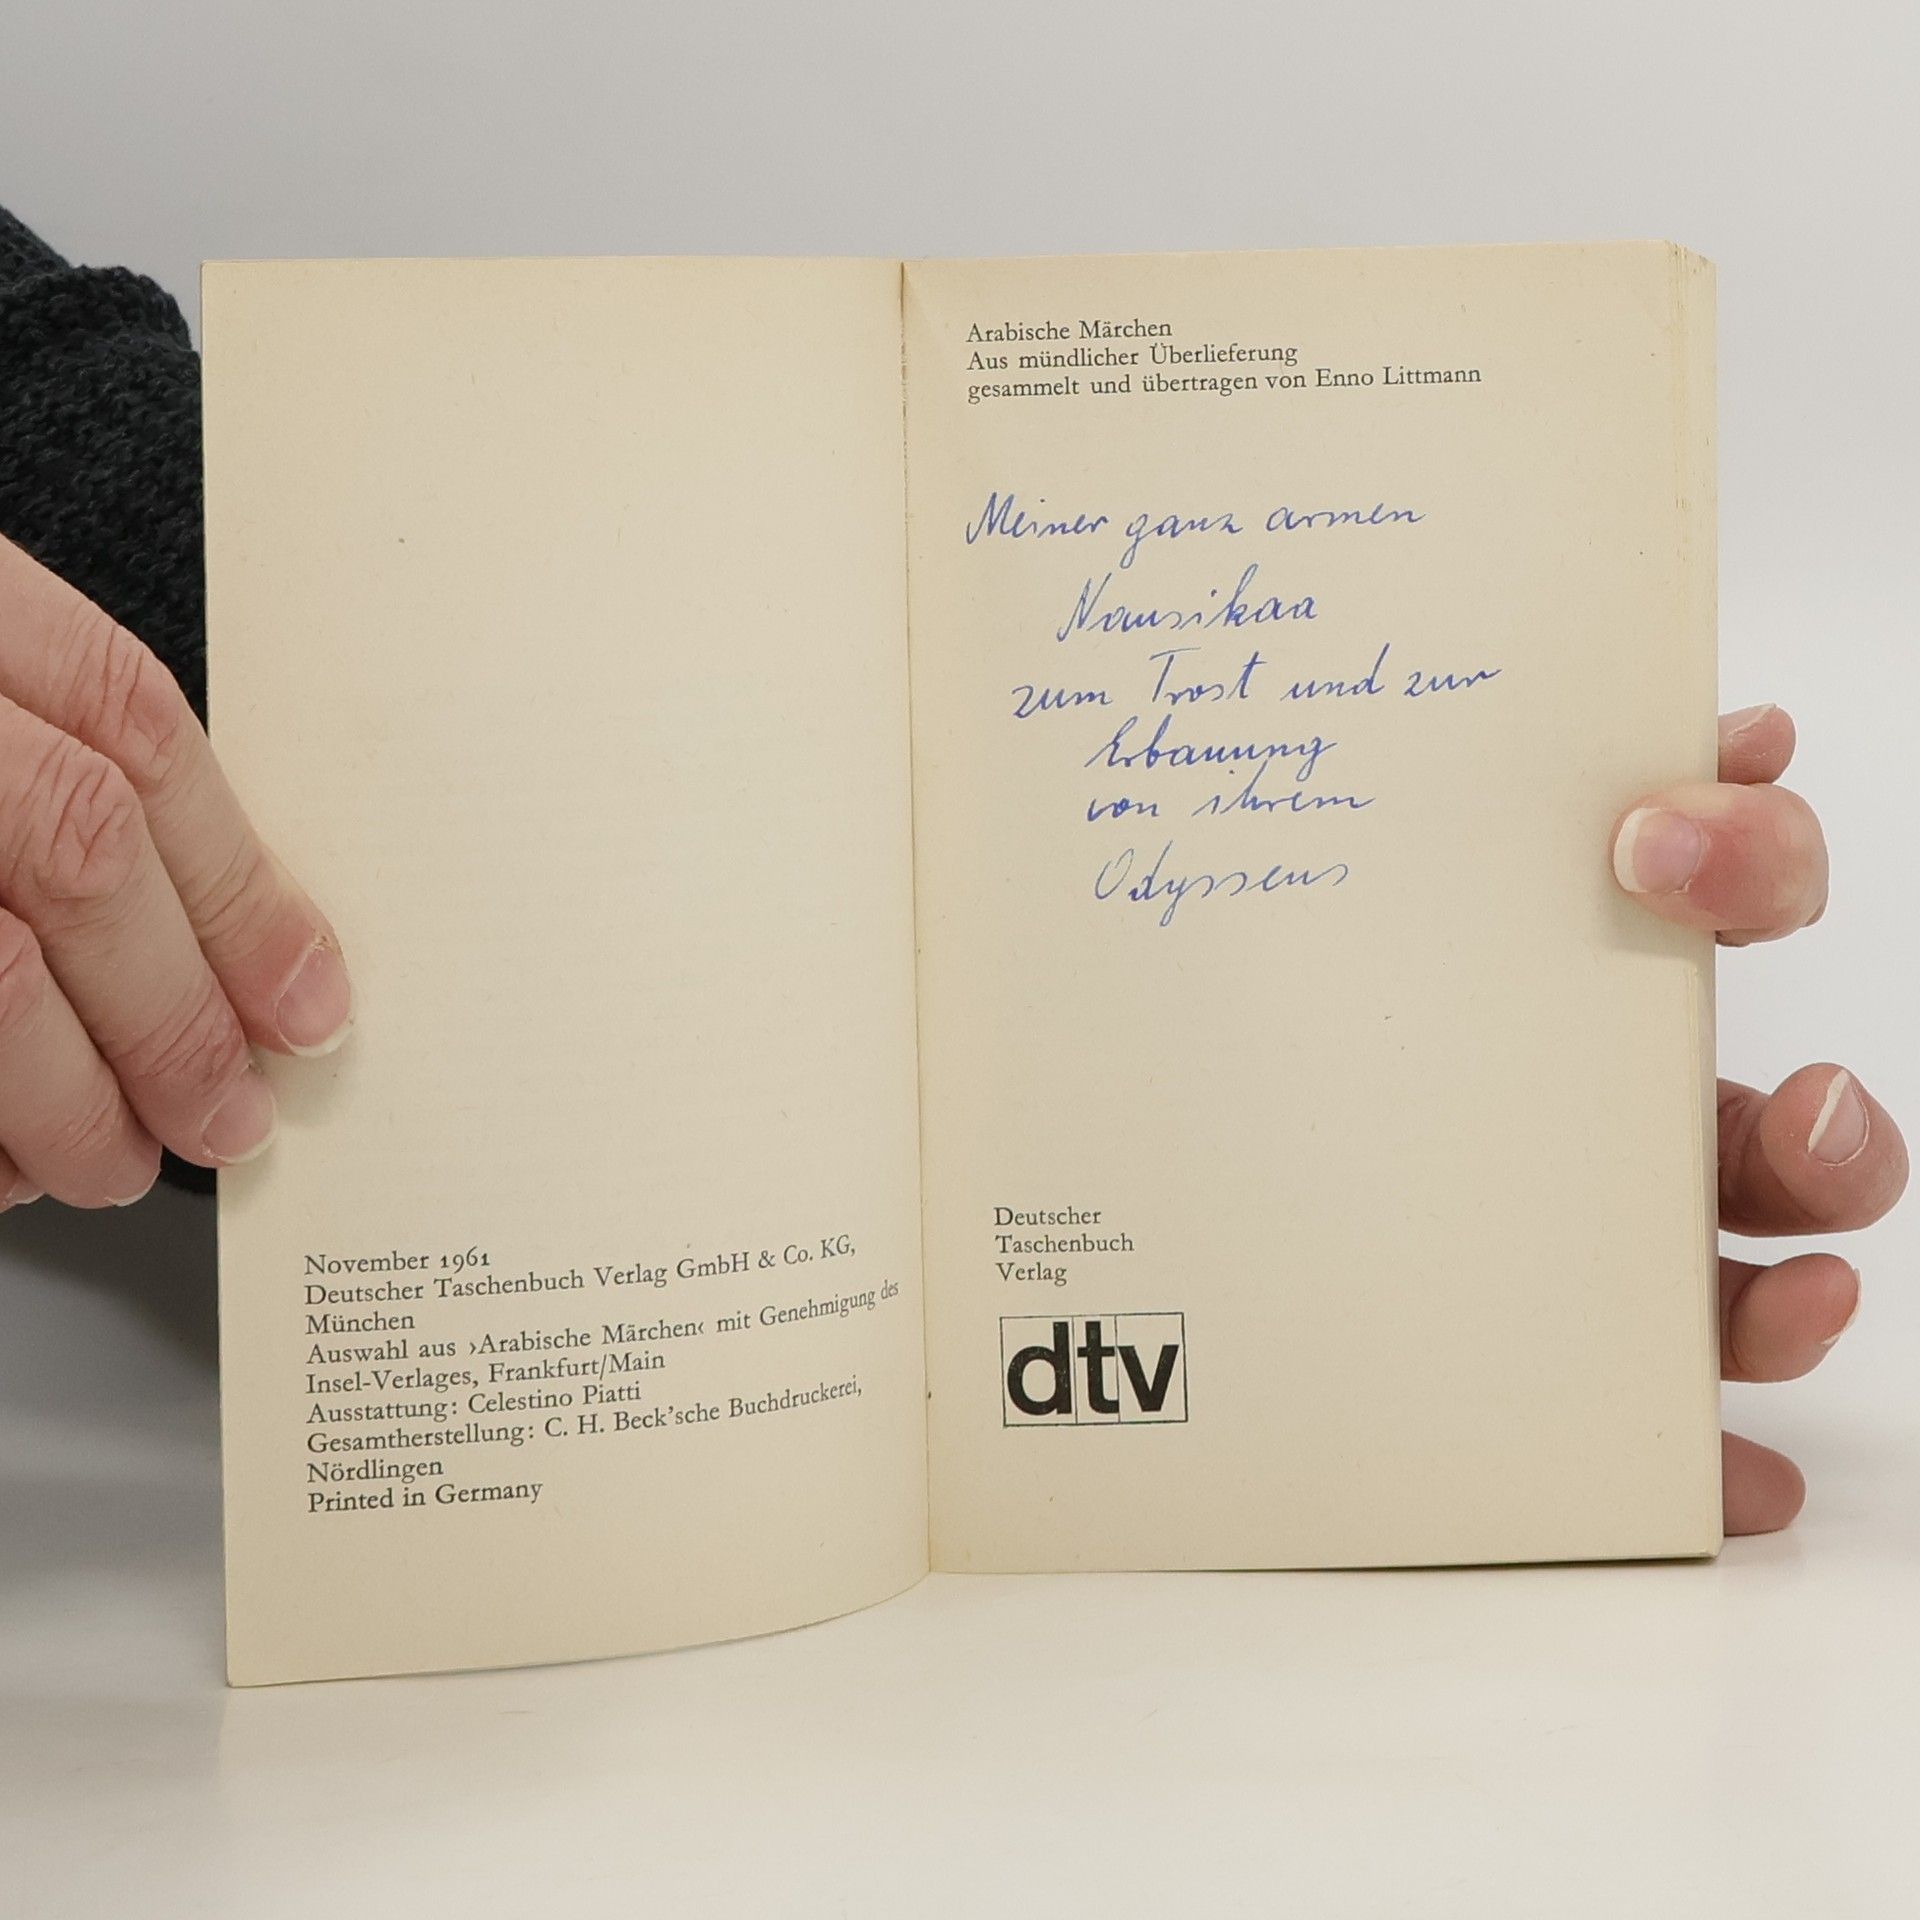 November 1961
Deutscher Taschenbuch Verlag GmbH & Co. KG,
München
Auswahl aus ›Arabische Märchen‹ mit Genehmigung des
Insel-Verlages, Frankfurt/Main
Ausstattung: Celestino Piatti
Gesamtherstellung: C. H. Beck'sche Buchdruckerei,
Nördlingen
Printed in Germany
Arabische Märchen
Aus mündlicher Überlieferung
gesammelt und übertragen von Enno Littmann
Meiner ganz armen
Nausikaa
zum Trost und zur
Erbauung
von ihrem
Odysseus
Deutscher
Taschenbuch
Verlag
dtv